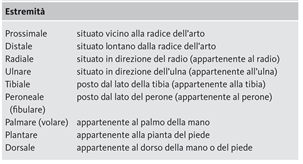 Estremità
Prossimale situato vicino alla radice dell'arto
Distale situato lontano dalla radice dell'arto
Radiale situato in direzione del radio (appartenente al radio)
Ulnare situato in direzione dell'ulna (appartenente all'ulna)
Tibiale posto dal lato della tibia (appartenente alla tibia)
Peroneale posto dal lato del perone (appartenente al perone)
(fibulare)
Palmare (volare) appartenente al palmo della mano
Plantare appartenente alla pianta del piede
Dorsale appartenente al dorso della mano o del piede